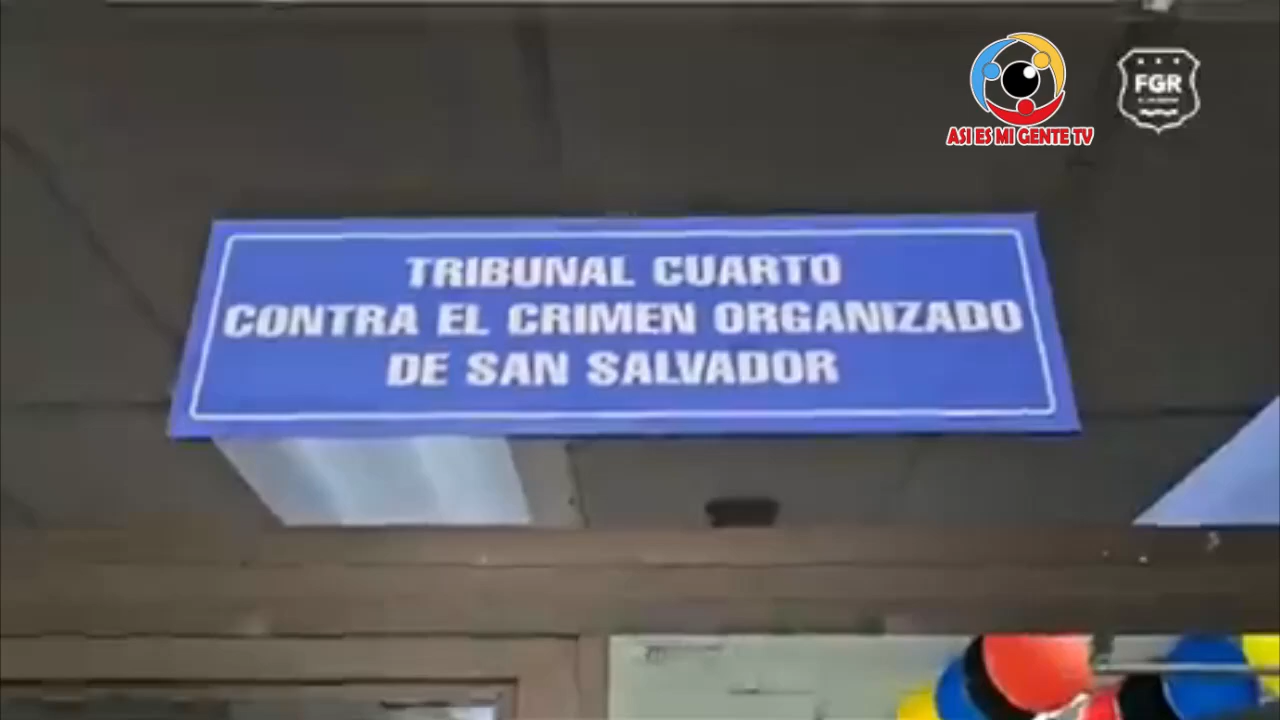 ASI ES MI GENTE TV
FGR
TRIBUNAL CUARTO
CONTRA EL CRIMEN ORGANIZADO
DE SAN SALVADOR